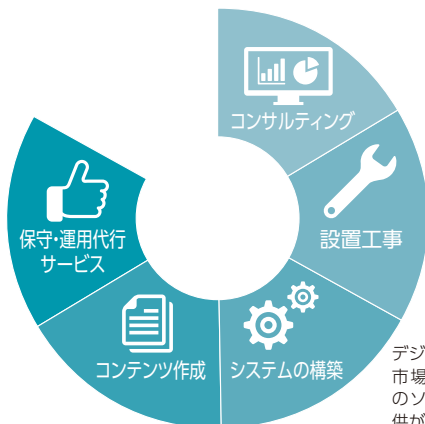 コンサルティング
設置工事
システムの構築
コンテンツ作成
保守・運用代行
サービス
デジ
市場
のソ
供が